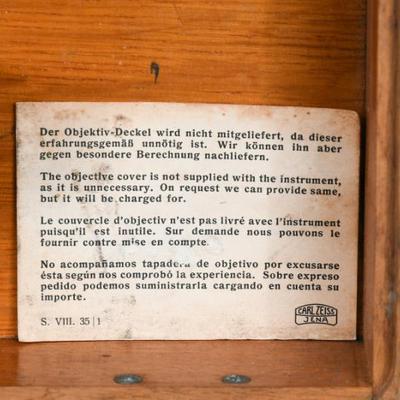 Der Objektiv-Deckel wird nicht mitgeliefert, da dieser
erfahrungsgemäß unnötig ist. Wir können ihn aber
gegen besondere Berechnung nachliefern.
The objective cover is not supplied with the instrument,
as it is unnecessary. On request we can provide same,
but it will be charged for.
Le couvercle d'objectif n'est pas livré avec l'instrument
puisqu'il est inutile. Sur demande nous pouvons le
fournir contre mise en compte.
No acompañamos tapadera de objetivo por excusarse
ésta según nos comprobó la experiencia. Sobre expreso
pedido podemos suministrarla cargando en cuenta su
importe.
S. VIII. 35 | 1
CARL ZEISS
JENA